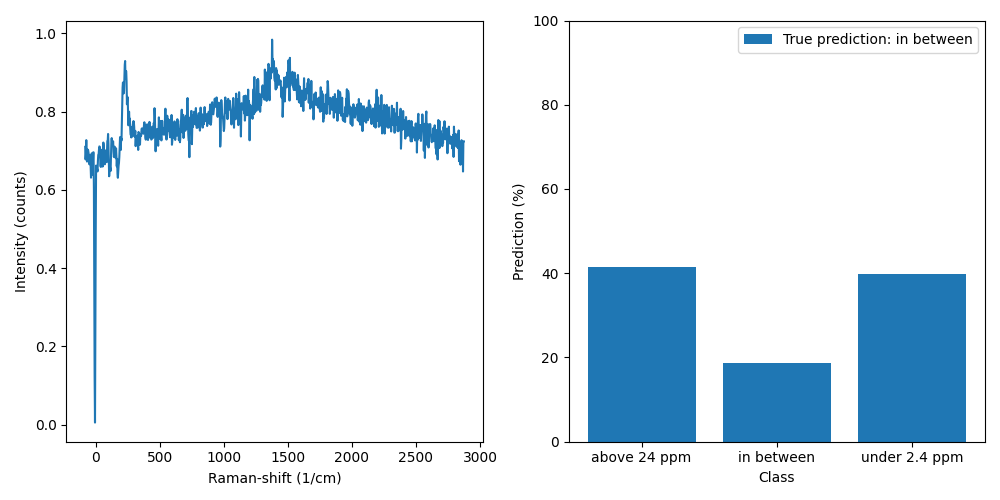 1.0
0.8
0.6
0.4
0.2
0.0
Intensity (counts)
0
500
1000
1500
2000
2500
3000
Raman-shift (1/cm)
100
80
60
40
20
0
Prediction (%)
True prediction: in between
above 24 ppm
in between
under 2.4 ppm
Class